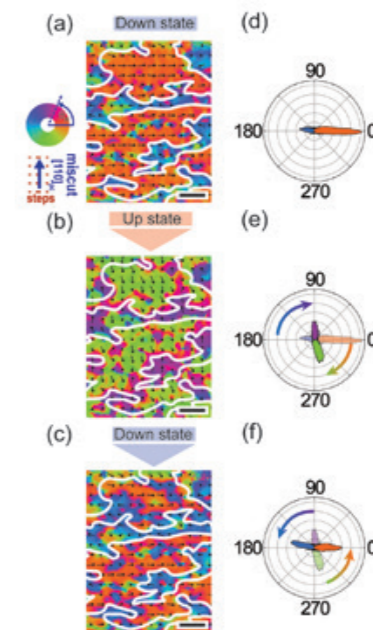 (a)
Down state
(d)
90
180
0
270
miscut
[110]
steps
(b)
Up state
(e)
90
180
0
270
(c)
Down state
(f)
90
180
0
270